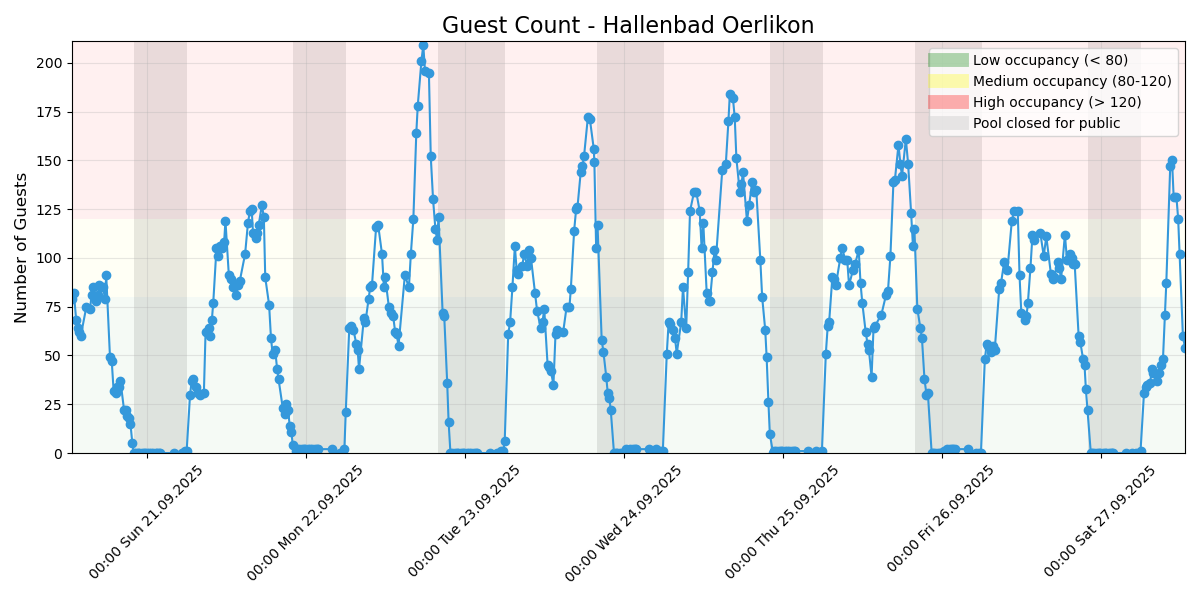 Guest Count - Hallenbad Oerlikon
Low occupancy (< 80)
Medium occupancy (80-120)
High occupancy (> 120)
Pool closed for public
Number of Guests
200
175
150
125
100
75
50
25
0
00:00 Sun 21.09.2025
00:00 Mon 22.09.2025
00:00 Tue 23.09.2025
00:00 Wed 24.09.2025
00:00 Thu 25.09.2025
00:00 Fri 26.09.2025
00:00 Sat 27.09.2025